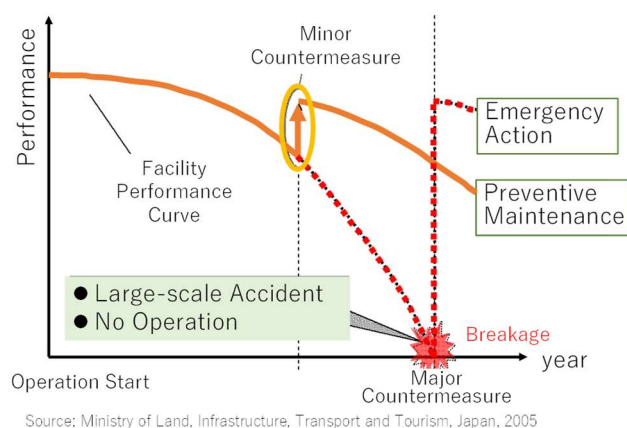 Performance
Minor
Countermeasure
Emergency
Action
Facility
Performance
Curve
Preventive
Maintenance
● Large-scale Accident
● No Operation
Breakage
year
Operation Start
Major
Countermeasure
Source; Ministry of Land, Infrastructure, Transport and Tourism, Japan, 2005